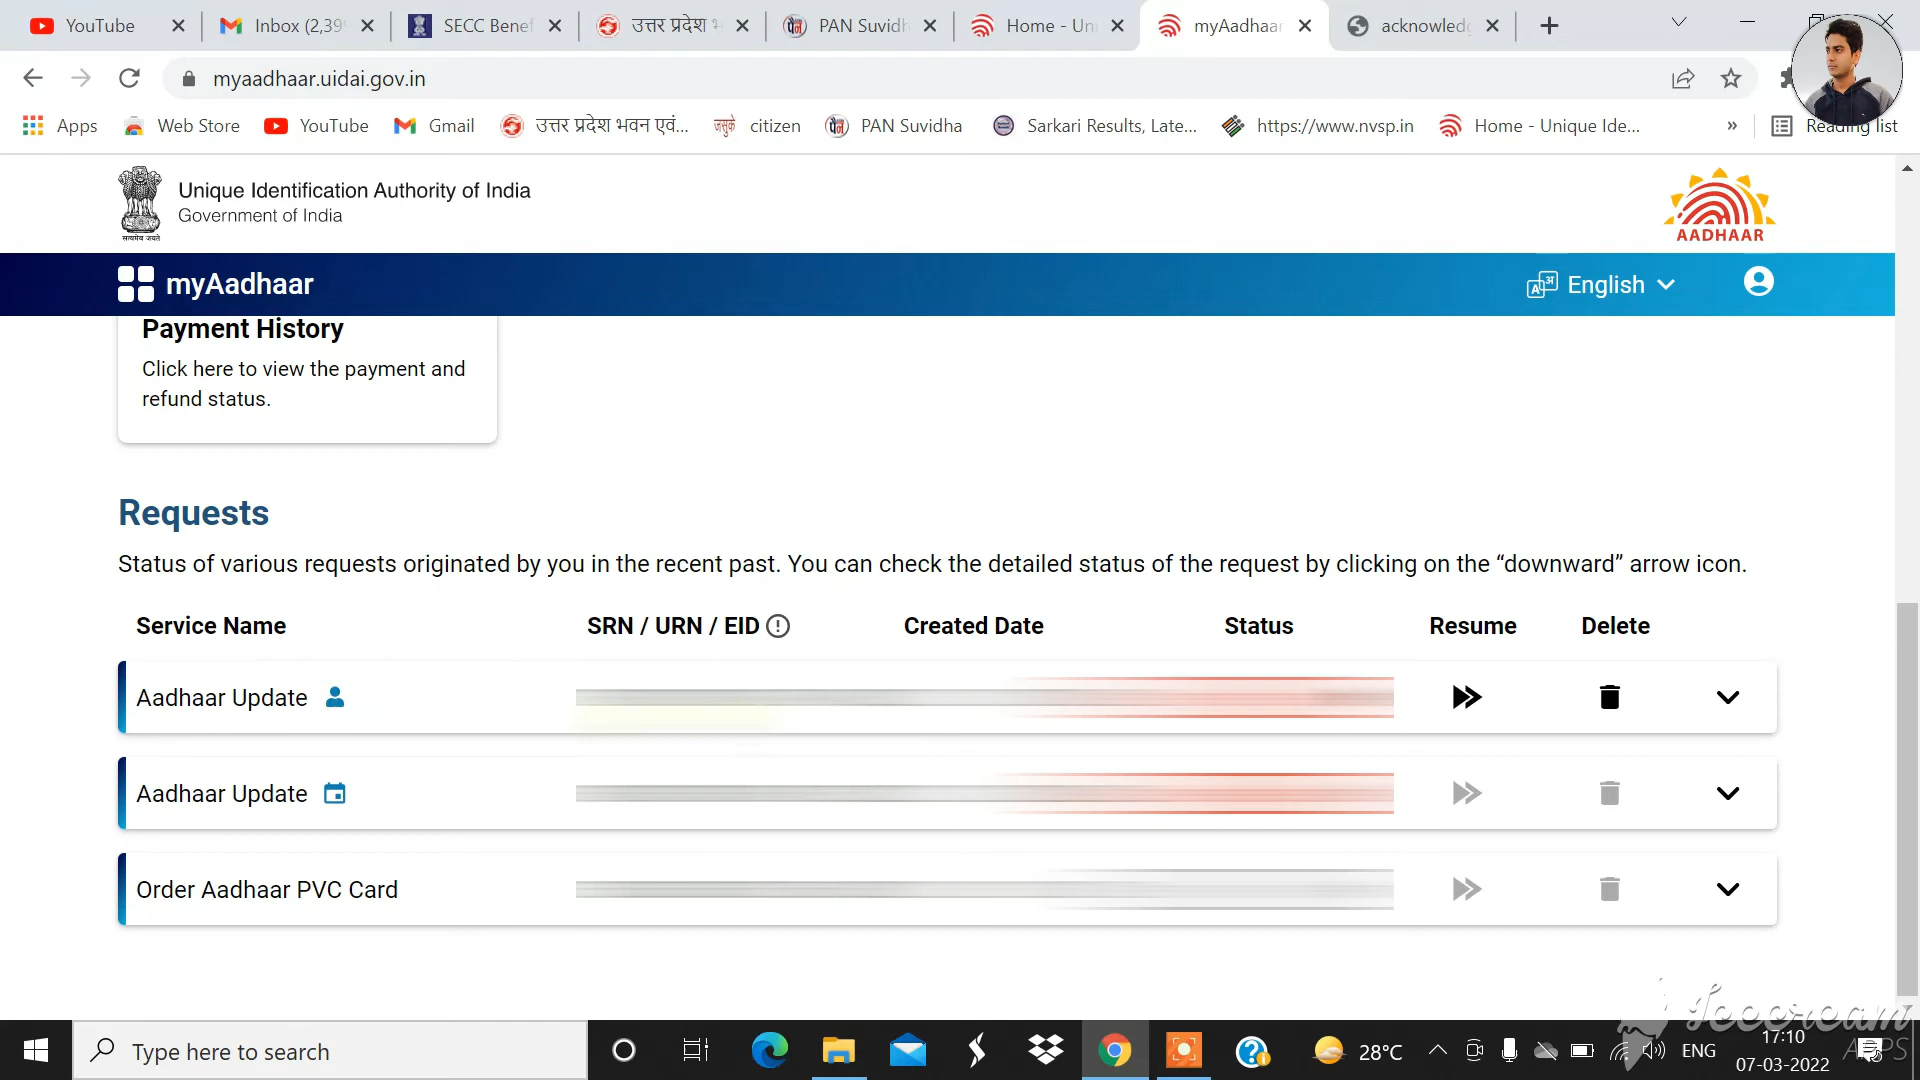 YouTube
Inbox (2,39
SECC Benef
उत्तर प्रदेश भ
PAN Suvidh
Home - Uni
myAadhaar
acknowledg
myaadhaar.uidai.gov.in
Apps
Web Store
YouTube
Gmail
उत्तर प्रदेश भवन एवं...
citizen
PAN Suvidha
Sarkari Results, Late...
https://www.nvsp.in
Home - Unique Ide...
»
Reading list
Unique Identification Authority of India
Government of India
सत्यमेव जयते
AADHAAR
myAadhaar
English
Payment History
Click here to view the payment and
refund status.
Requests
Status of various requests originated by you in the recent past. You can check the detailed status of the request by clicking on the “downward” arrow icon.
Service Name SRN / URN / EID Created Date Status Resume Delete
Aadhaar Update
Aadhaar Update
Order Aadhaar PVC Card
Icecream
APPS
Type here to search
28°C
ENG
17:10
07-03-2022